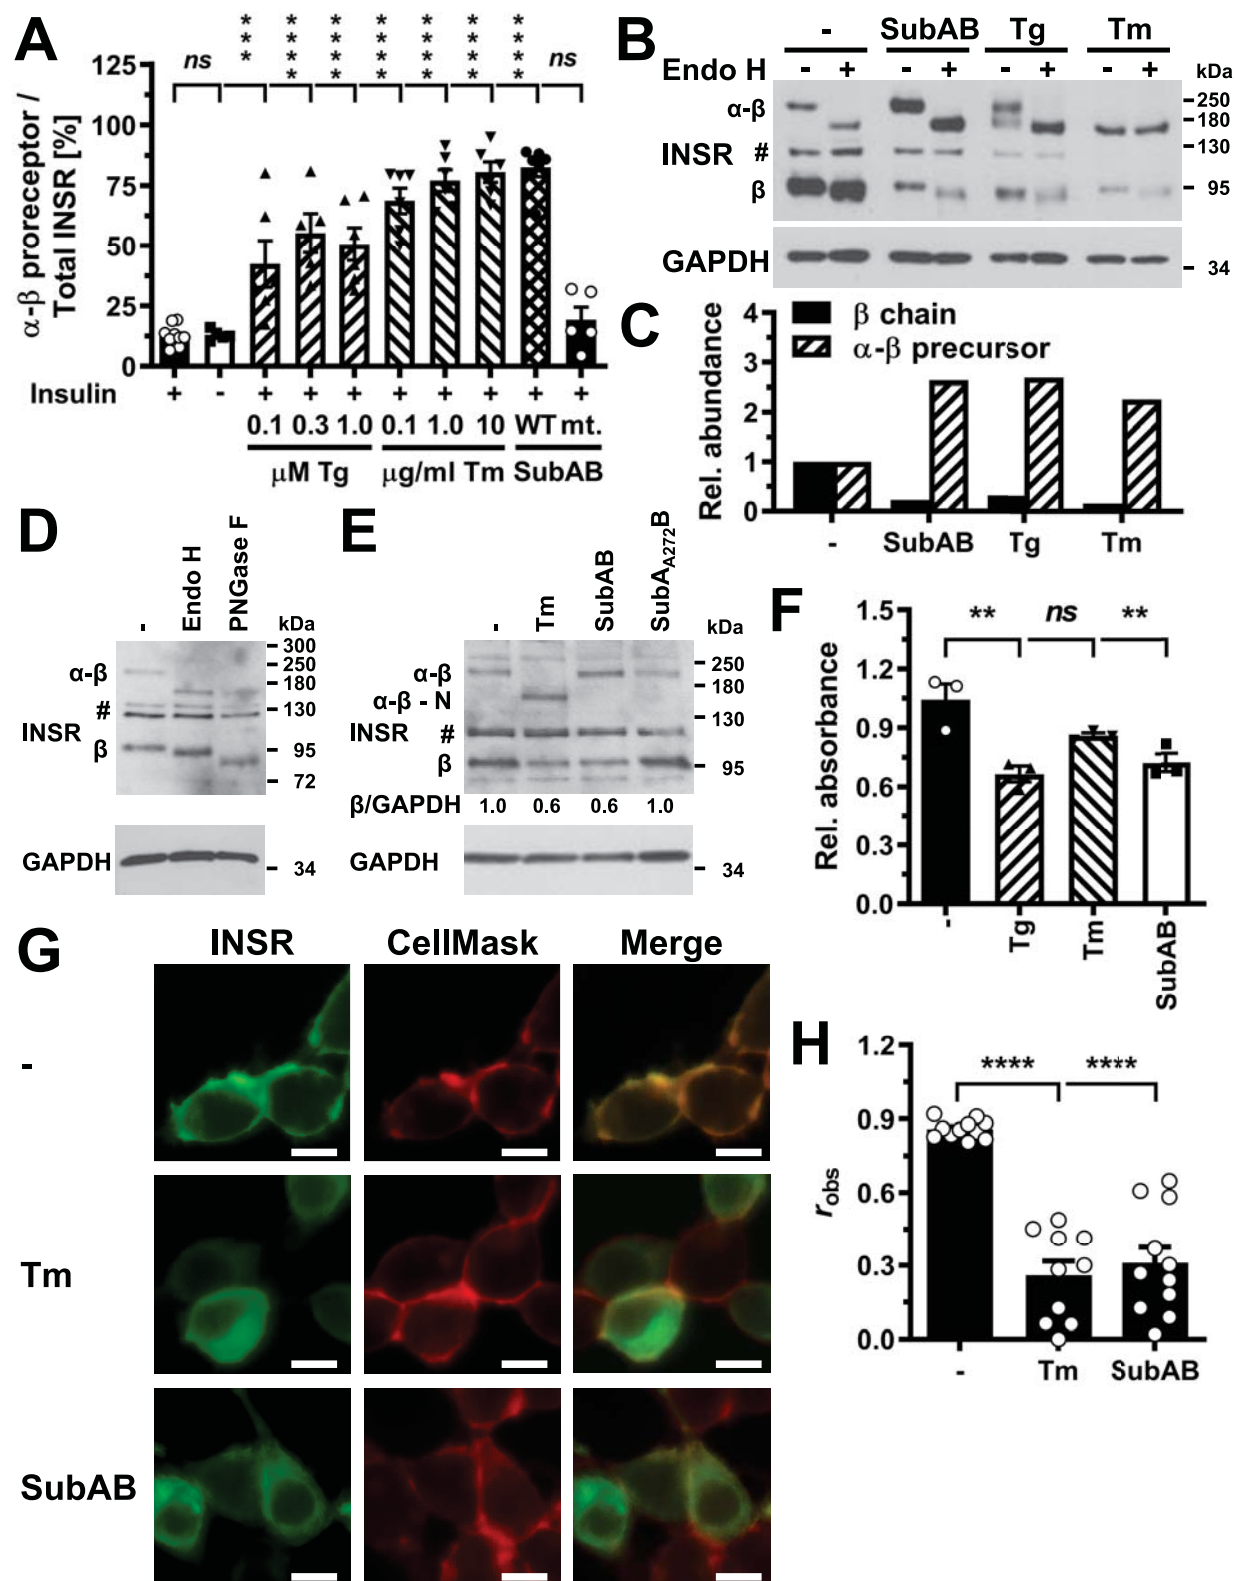 A
* * * * * * *
* * * * * * *
* * * * * * *
* * * * * *
ns
ns
α-β proreceptor /
Total INSR [%]
125
100
75
50
25
0
Insulin + - + + + + + + + +
0.1 0.3 1.0 0.1 1.0 10 WT mt.
μM Tg μg/ml Tm SubAB
B
- SubAB Tg Tm
Endo H - + - + - + - + kDa
α-β
INSR #
β
250
180
130
95
GAPDH
34
C
β chain
α-β precursor
Rel. abundance
4
3
2
1
0
- SubAB Tg Tm
D
- Endo H PNGase F
kDa
300
250
180
130
95
72
α-β
#
INSR
β
GAPDH
34
E
- Tm SubAB SubAA272B
kDa
α-β
α-β - N
INSR #
β
250
180
130
95
β/GAPDH 1.0 0.6 0.6 1.0
GAPDH
34
F
Rel. absorbance
1.5
1.2
0.9
0.6
0.3
0.0
** ns **
- Tg Tm SubAB
G
INSR CellMask Merge
-
Tm
SubAB
H
robs
1.2
0.9
0.6
0.3
0.0
**** ****
- Tm SubAB